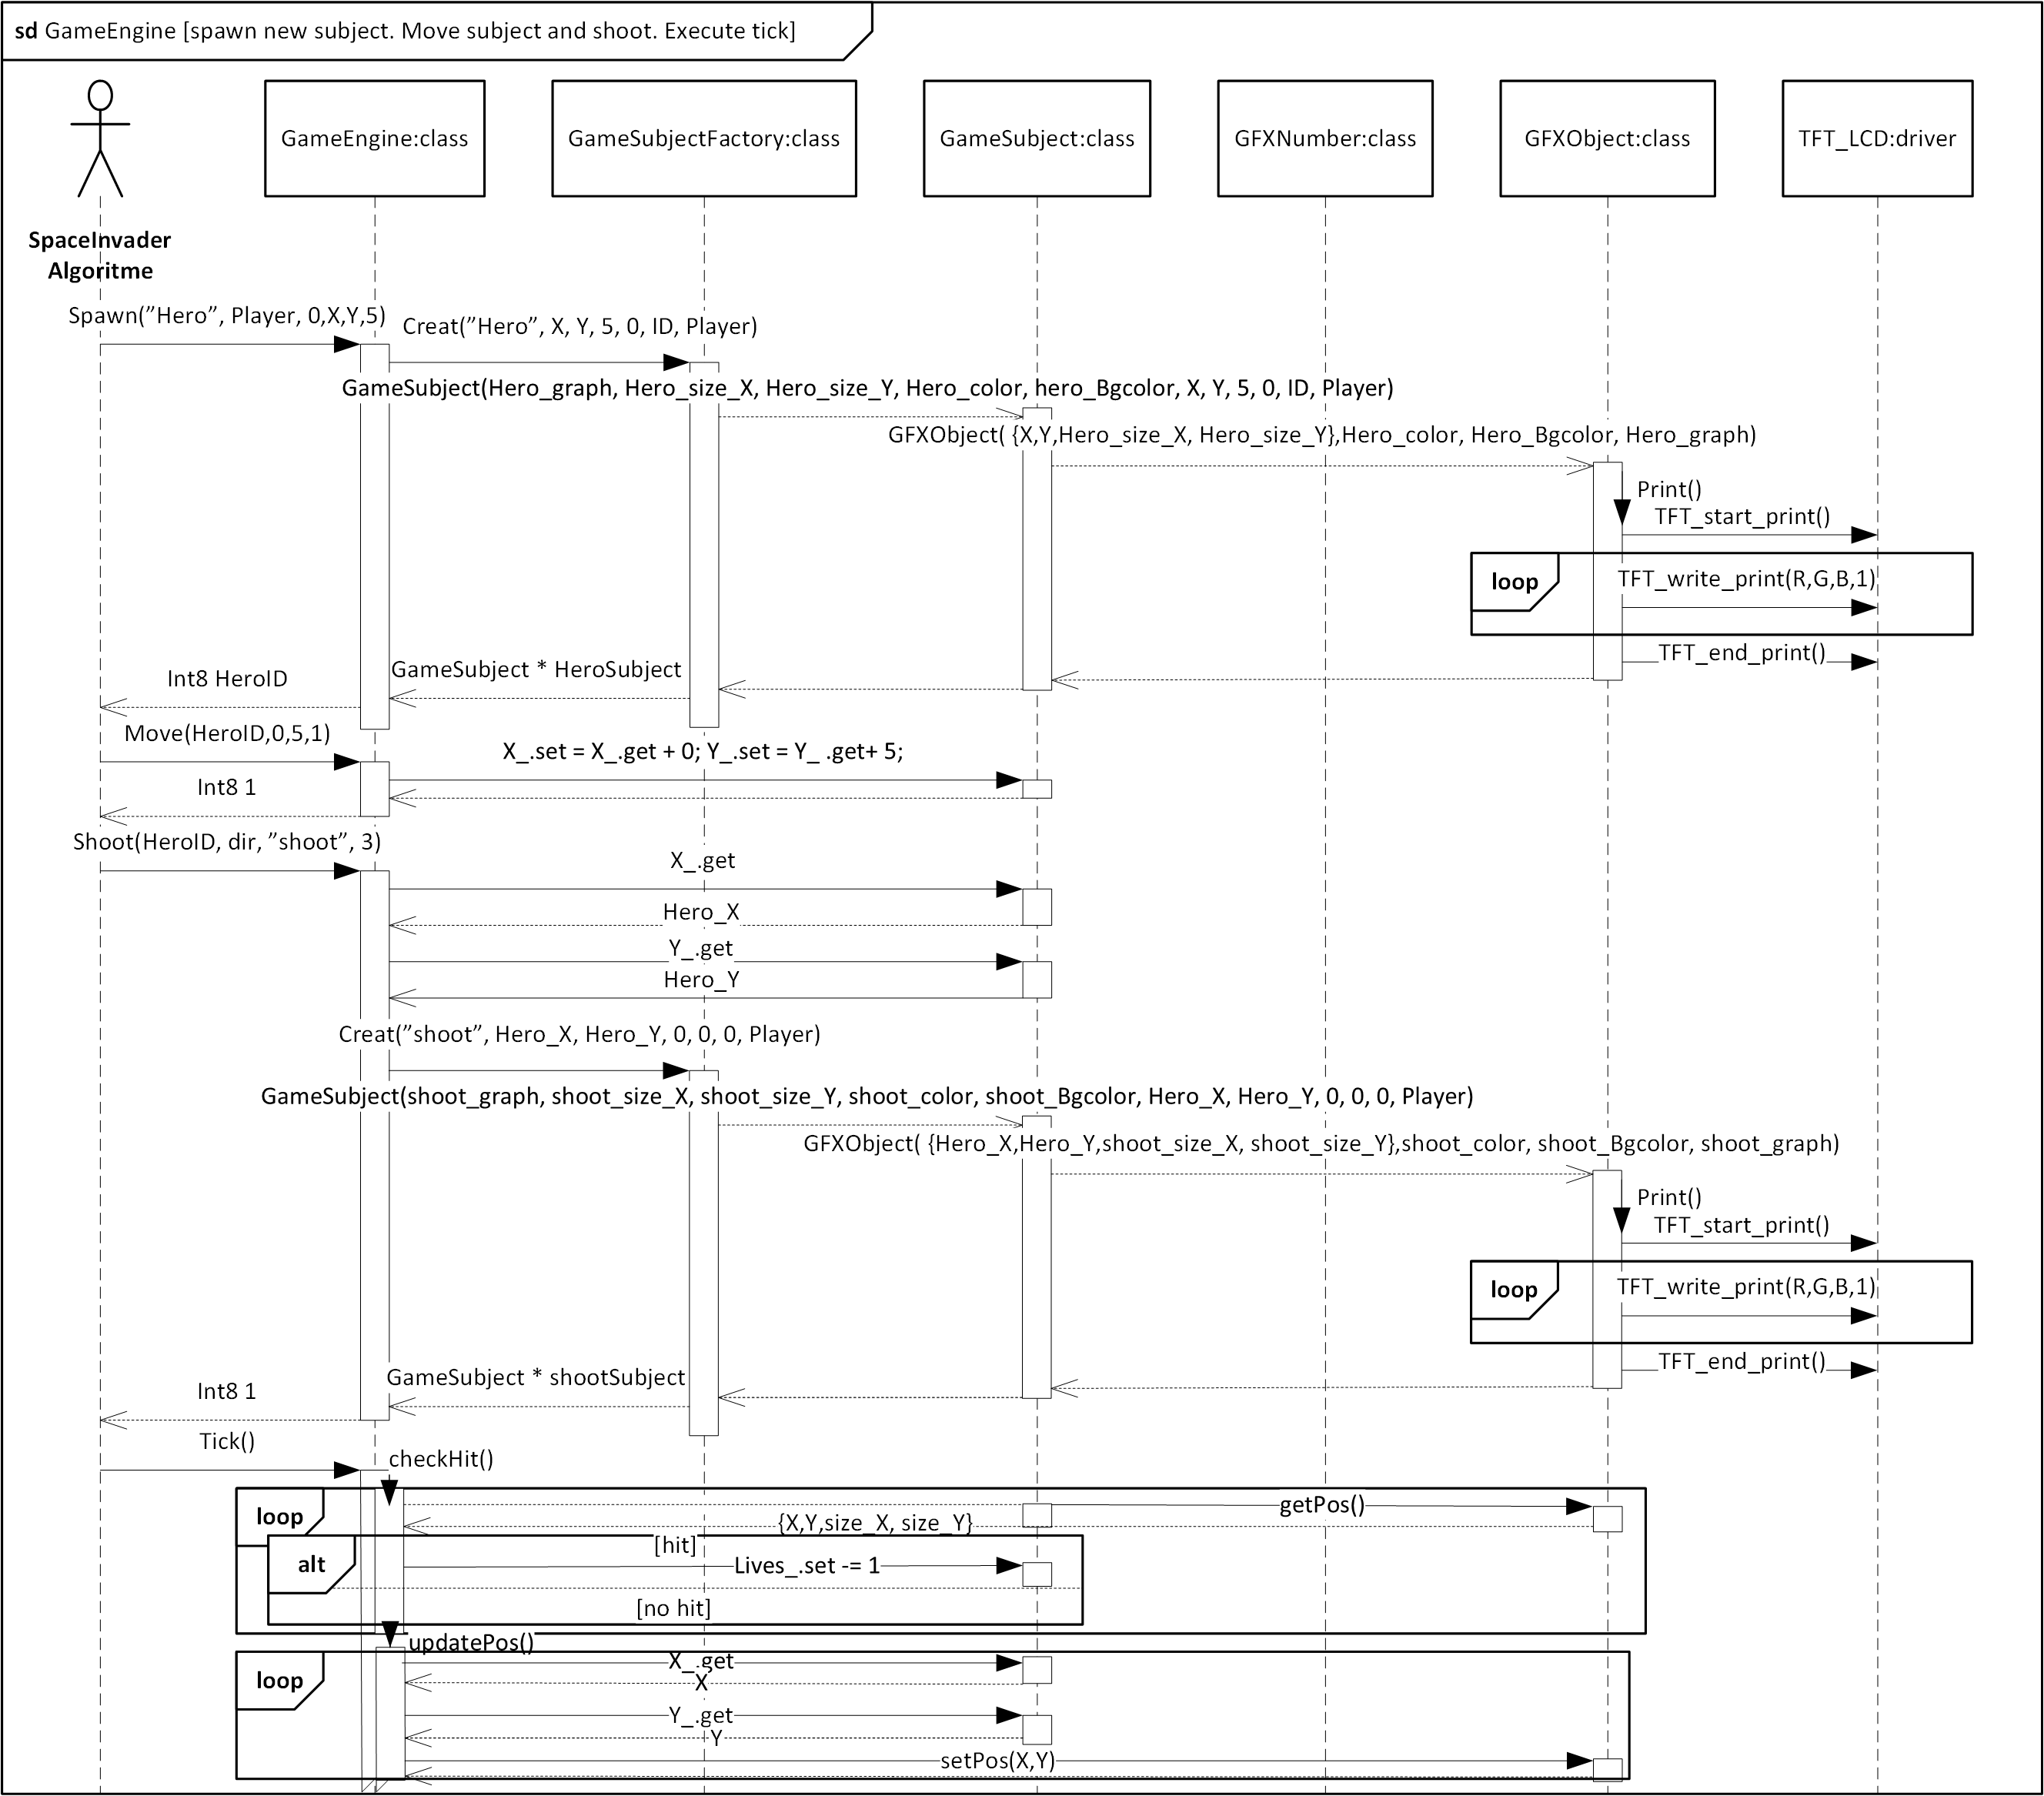 sd GameEngine [spawn new subject. Move subject and shoot. Execute tick]
GameEngine:class
GameSubjectFactory:class
GameSubject:class
GFXNumber:class
GFXObject:class
TFT_LCD:driver
SpaceInvader
Algoritme
Spawn(”Hero”, Player, 0,X,Y,5)
Creat(”Hero”, X, Y, 5, 0, ID, Player)
GameSubject(Hero_graph, Hero_size_X, Hero_size_Y, Hero_color, hero_Bgcolor, X, Y, 5, 0, ID, Player)
GFXObject( {X,Y,Hero_size_X, Hero_size_Y},Hero_color, Hero_Bgcolor, Hero_graph)
Print()
TFT_start_print()
loop
TFT_write_print(R,G,B,1)
TFT_end_print()
GameSubject * HeroSubject
Int8 HeroID
Move(HeroID,0,5,1)
X_.set = X_.get + 0; Y_.set = Y_ .get+ 5;
Int8 1
Shoot(HeroID, dir, ”shoot”, 3)
X_.get
Hero_X
Y_.get
Hero_Y
Creat(”shoot”, Hero_X, Hero_Y, 0, 0, 0, Player)
GameSubject(shoot_graph, shoot_size_X, shoot_size_Y, shoot_color, shoot_Bgcolor, Hero_X, Hero_Y, 0, 0, 0, Player)
GFXObject( {Hero_X,Hero_Y,shoot_size_X, shoot_size_Y},shoot_color, shoot_Bgcolor, shoot_graph)
Print()
TFT_start_print()
loop
TFT_write_print(R,G,B,1)
TFT_end_print()
GameSubject * shootSubject
Int8 1
Tick()
checkHit()
loop
getPos()
{X,Y,size_X, size_Y}
alt
[hit]
Lives_.set -= 1
[no hit]
updatePos()
loop
X_.get
X
Y_.get
Y
setPos(X,Y)